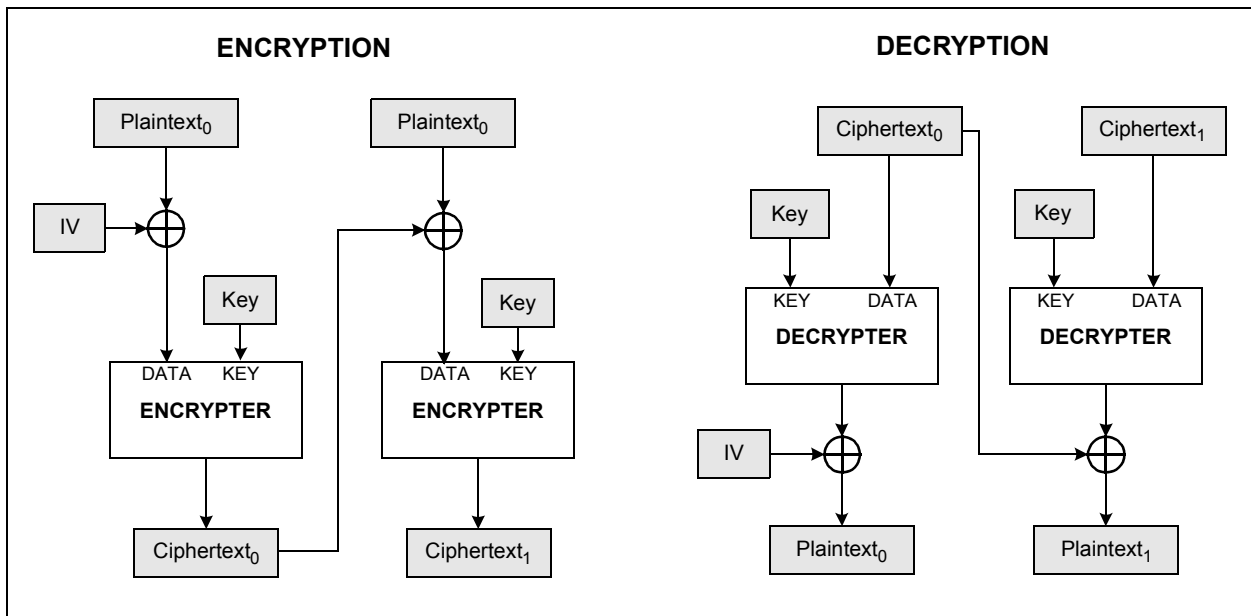 ENCRYPTION
Plaintext0
Plaintext0
IV
Key
Key
DATA KEY
ENCRYPTER
DATA KEY
ENCRYPTER
Ciphertext0
Ciphertext1
DECRYPTION
Ciphertext0
Ciphertext1
Key
Key
KEY DATA
DECRYPTER
KEY DATA
DECRYPTER
IV
Plaintext0
Plaintext1